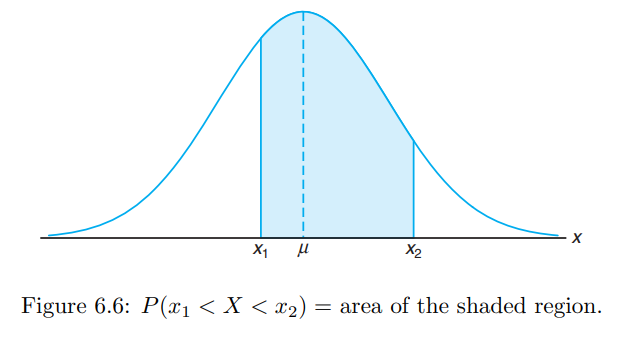 x
x₁ μ x₂
Figure 6.6: P(x₁ < X < x₂) = area of the shaded region.